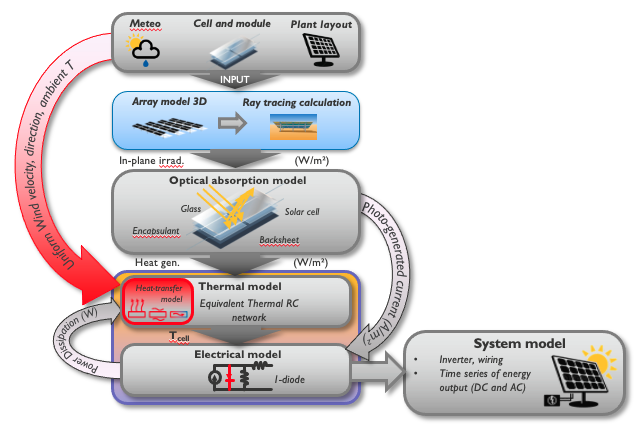 Meteo
Cell and module
Plant layout
INPUT
Array model 3D
Ray tracing calculation
In-plane irrad.
(W/m²)
Optical absorption model
Glass
Solar cell
Encapsulant
Backsheet
Heat gen.
(W/m²)
Uniform Wind velocity, direction, ambient T
Photo-generated current (A/m²)
Thermal model
Heat-transfer
model
Equivalent Thermal RC
network
Tcell
Power Dissipation (W)
Electrical model
1-diode
System model
• Inverter, wiring
• Time series of energy
output (DC and AC)